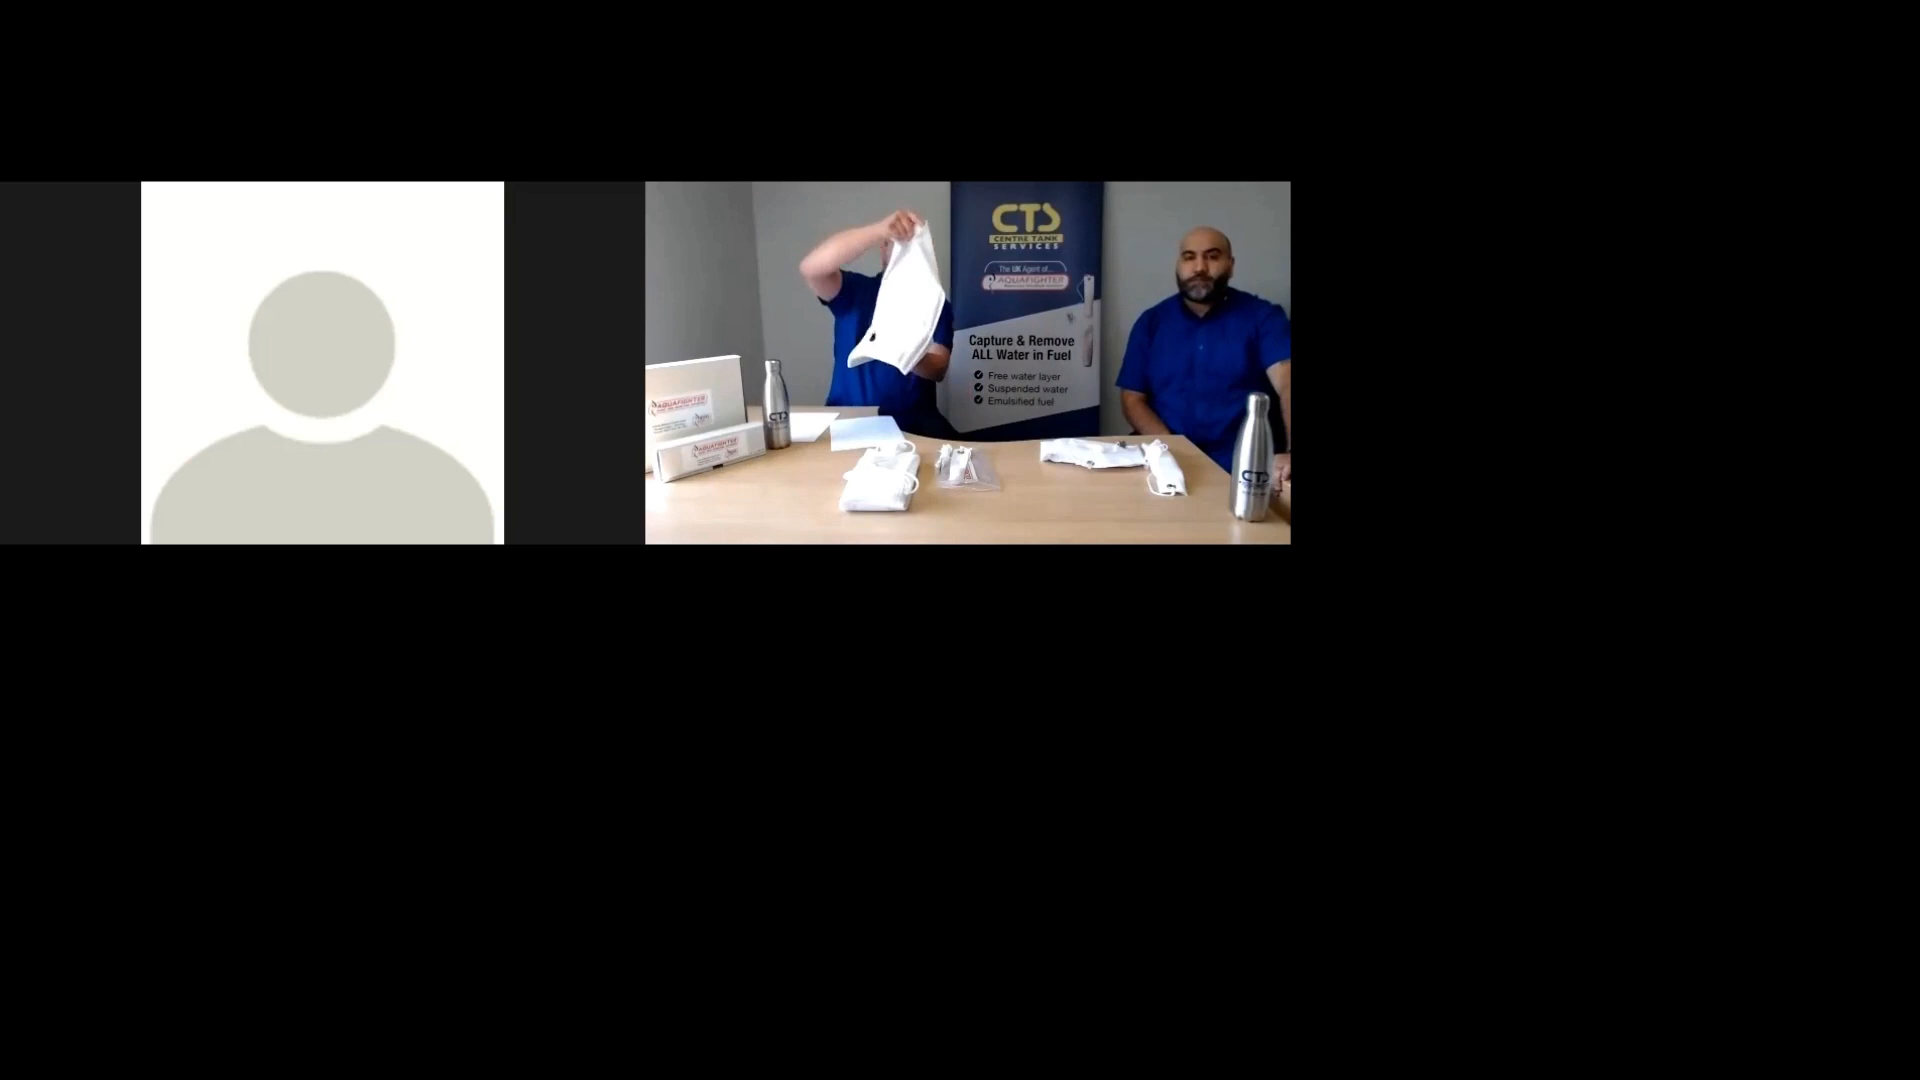 CTS
CENTRE TANK
SERVICES
The UK Agent of...
AQUAFIGHTER
Capture & Remove
ALL Water in Fuel
Free water layer
Suspended water
Emulsified fuel
AQUAFIGHTER
AQUAFIGHTER
CTS
CTS